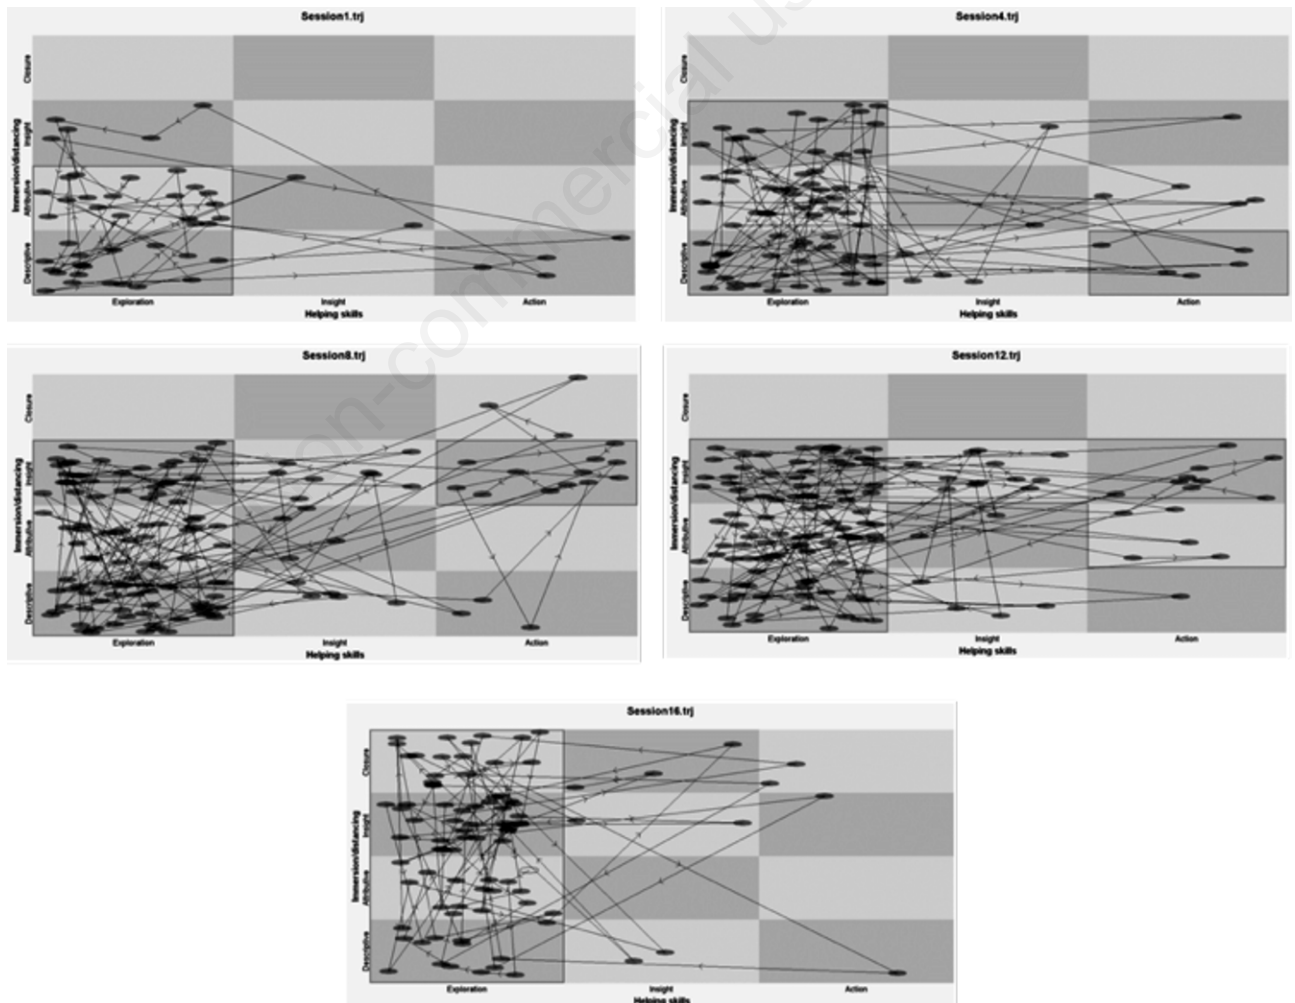 Session1.trj
Immersion/distancing
Closure
Insight
Attributive
Descriptive
Exploration Insight Action
Helping skills
Session4.trj
Immersion/distancing
Closure
Insight
Attributive
Descriptive
Exploration Insight Action
Helping skills
Session8.trj
Immersion/distancing
Closure
Insight
Attributive
Descriptive
Exploration Insight Action
Helping skills
Session12.trj
Immersion/distancing
Closure
Insight
Attributive
Descriptive
Exploration Insight Action
Helping skills
Session16.trj
Immersion/distancing
Closure
Insight
Attributive
Descriptive
Exploration Insight Action
Helping skills
on-commercial us